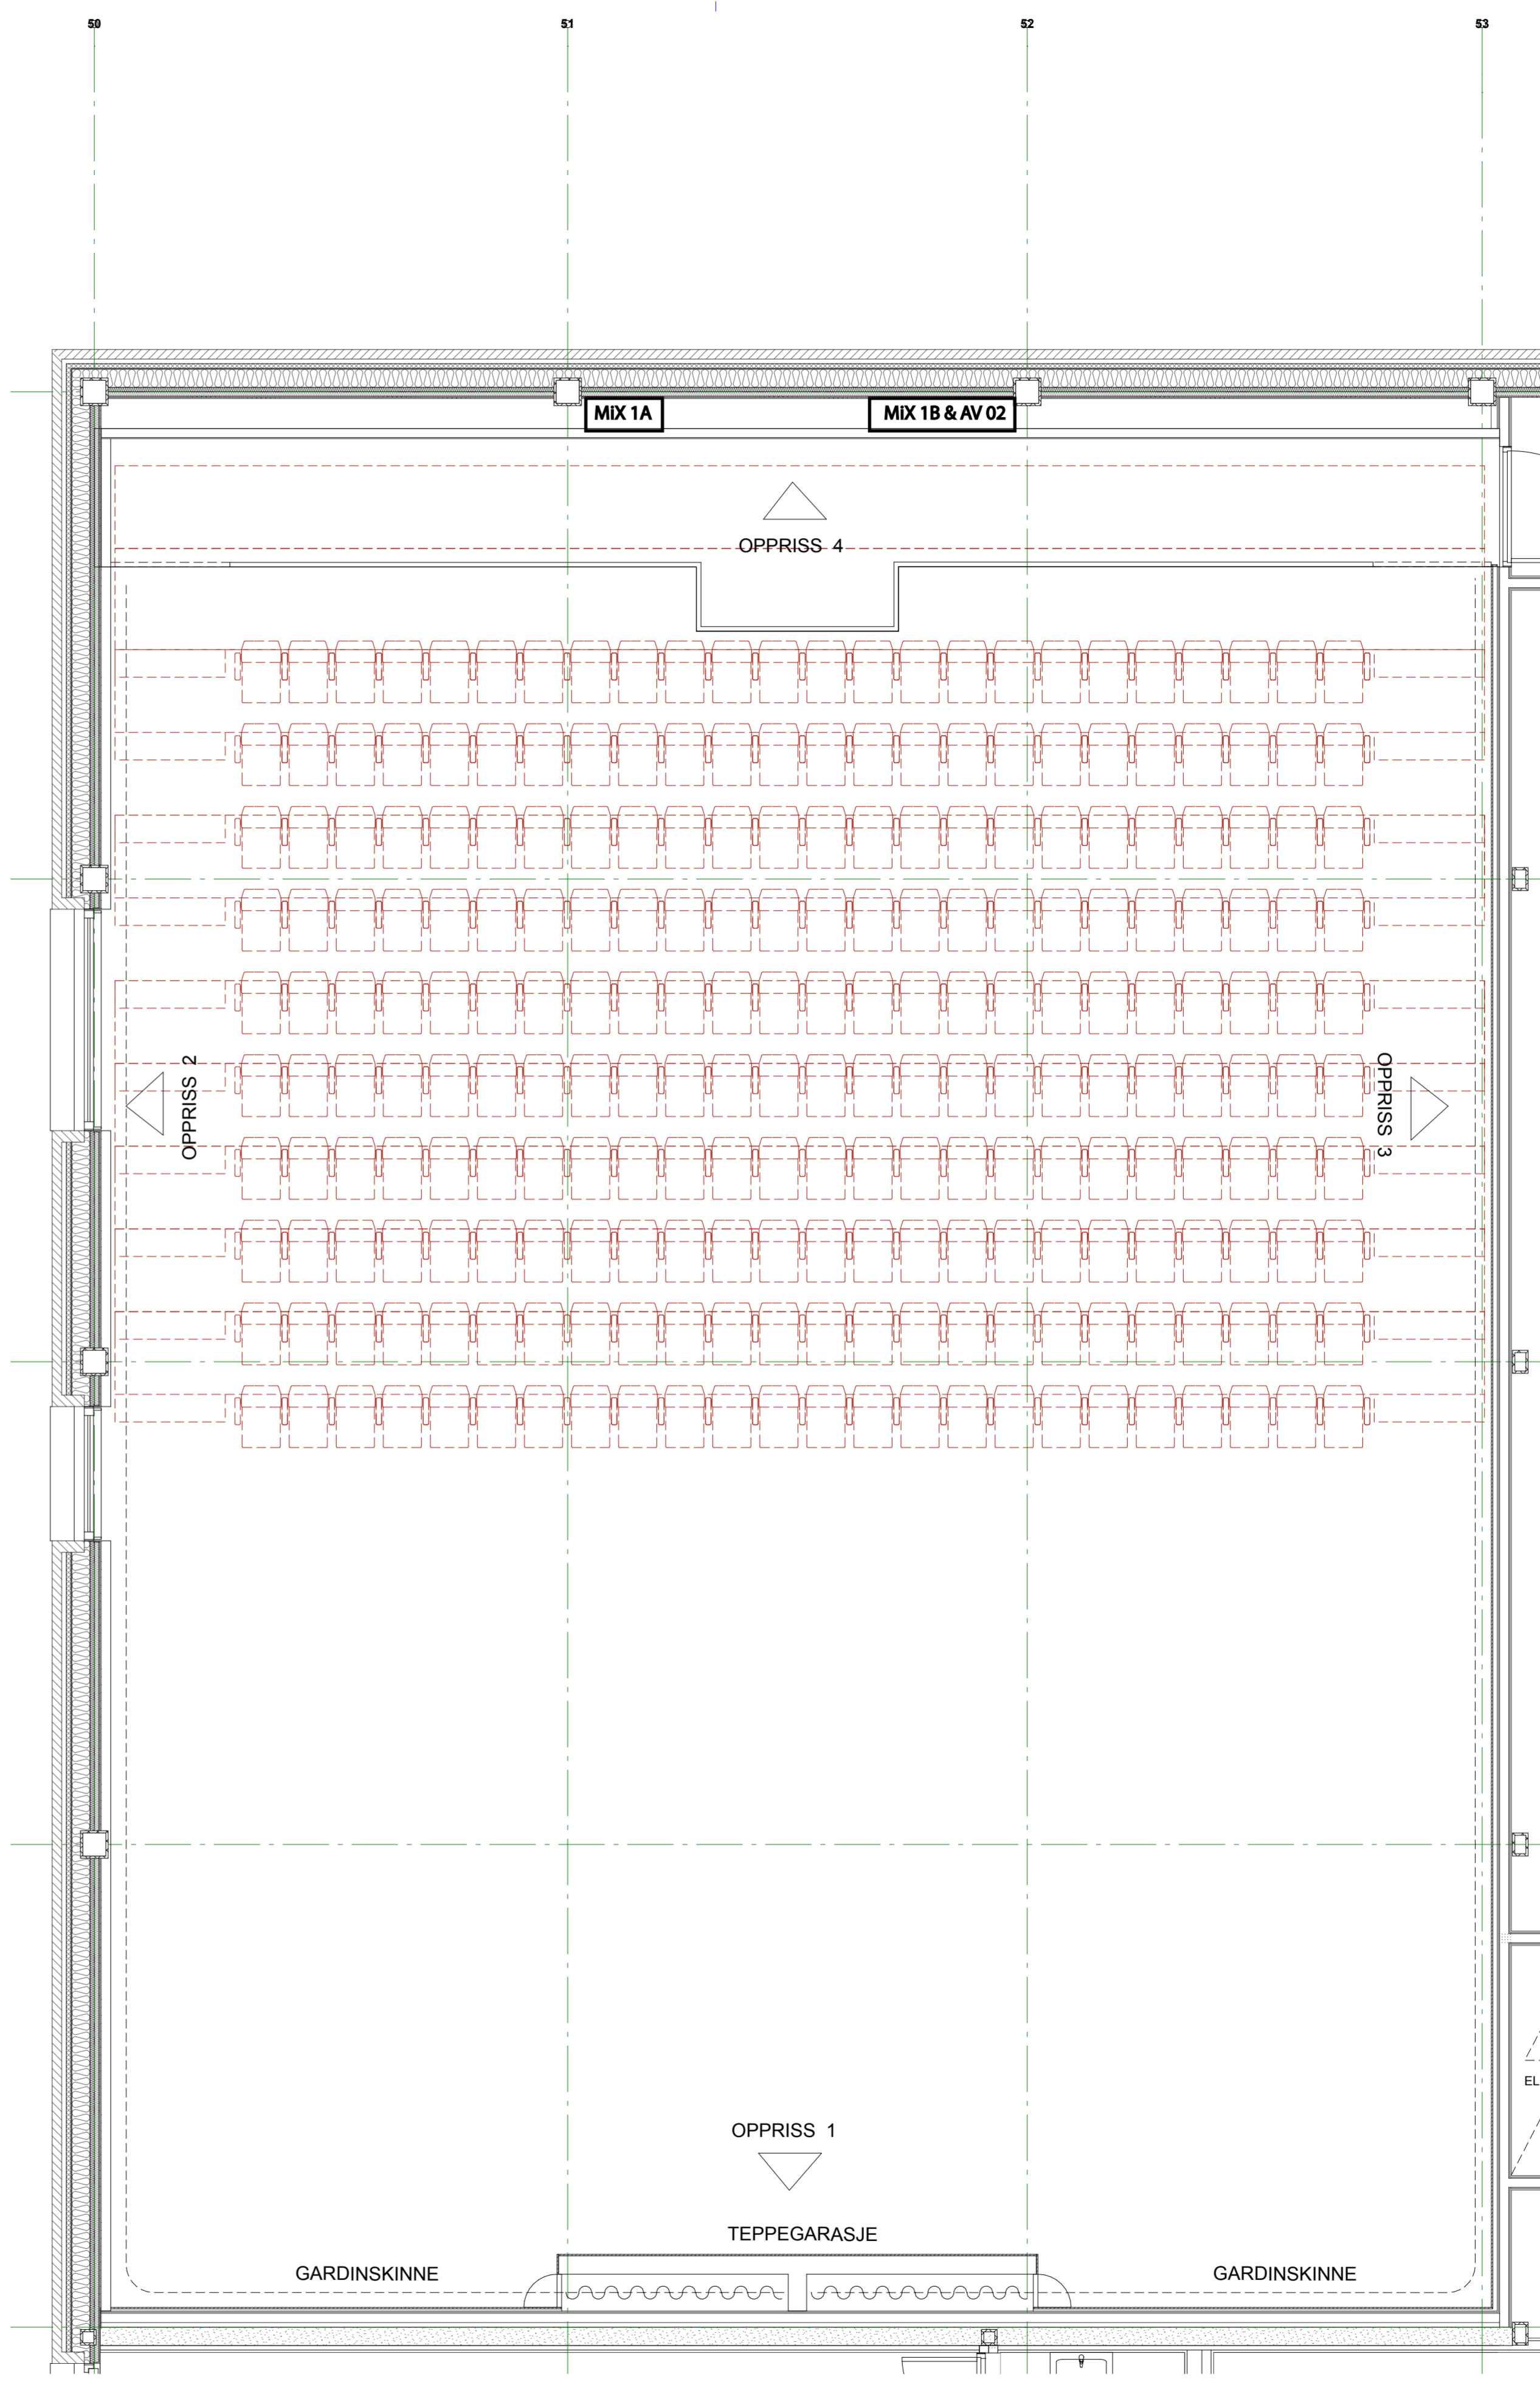 50
51
52
53
MiX 1A
MiX 1B & AV 02
OPPRISS 4
OPPRISS 2
OPPRISS 3
OPPRISS 1
TEPPEGARASJE
GARDINSKINNE
GARDINSKINNE
EL